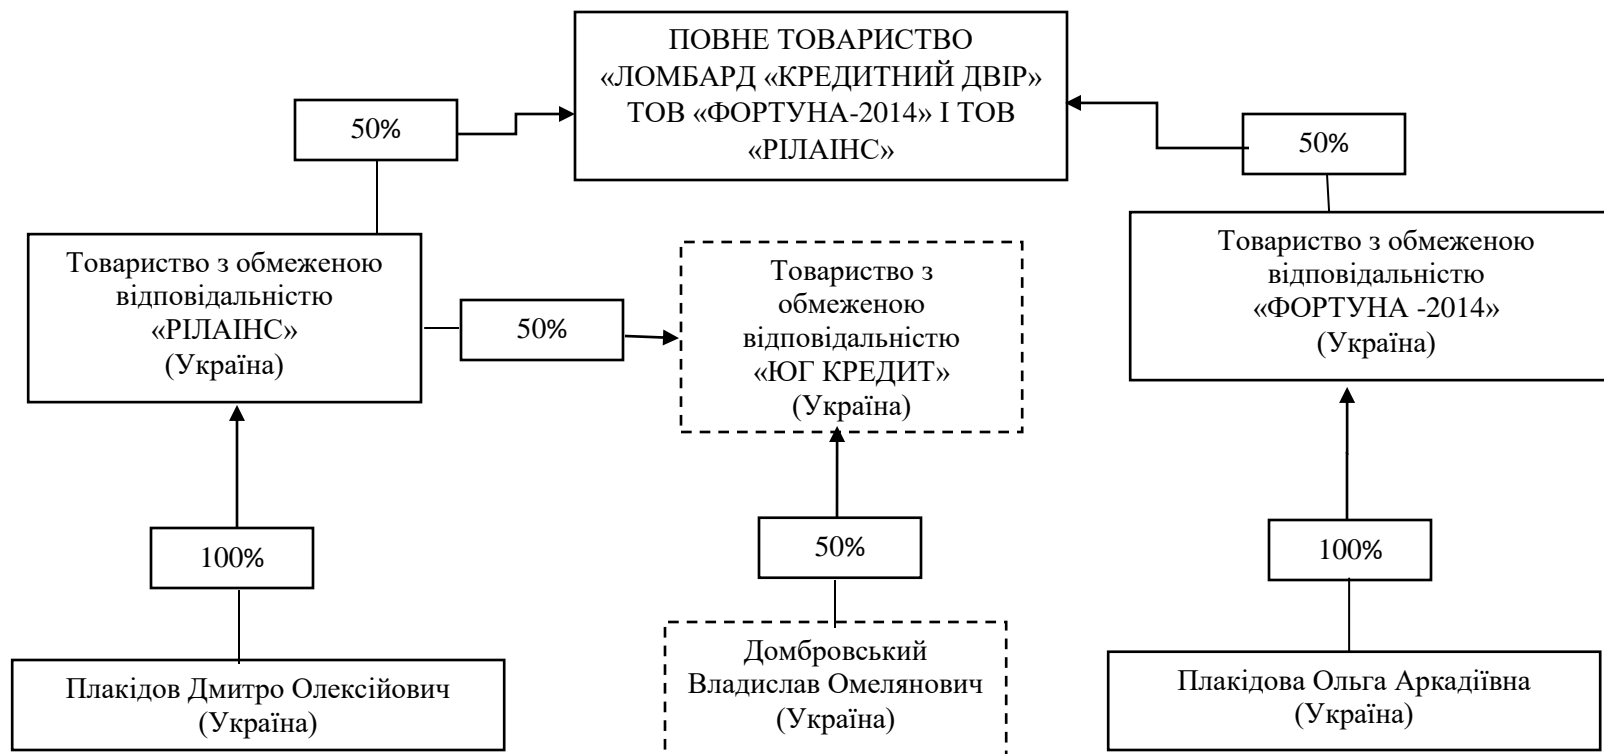 ПОВНЕ ТОВАРИСТВО
«ЛОМБАРД «КРЕДИТНИЙ ДВІР»
ТОВ «ФОРТУНА-2014» І ТОВ
«РІЛАІНС»
50%
50%
Товариство з обмеженою
відповідальністю
«РІЛАІНС»
(Україна)
50%
Товариство з
обмеженою
відповідальністю
«ЮГ КРЕДИТ»
(Україна)
Товариство з обмеженою
відповідальністю
«ФОРТУНА -2014»
(Україна)
100%
50%
100%
Плакідов Дмитро Олексійович
(Україна)
Домбровський
Владислав Омелянович
(Україна)
Плакідова Ольга Аркадіївна
(Україна)